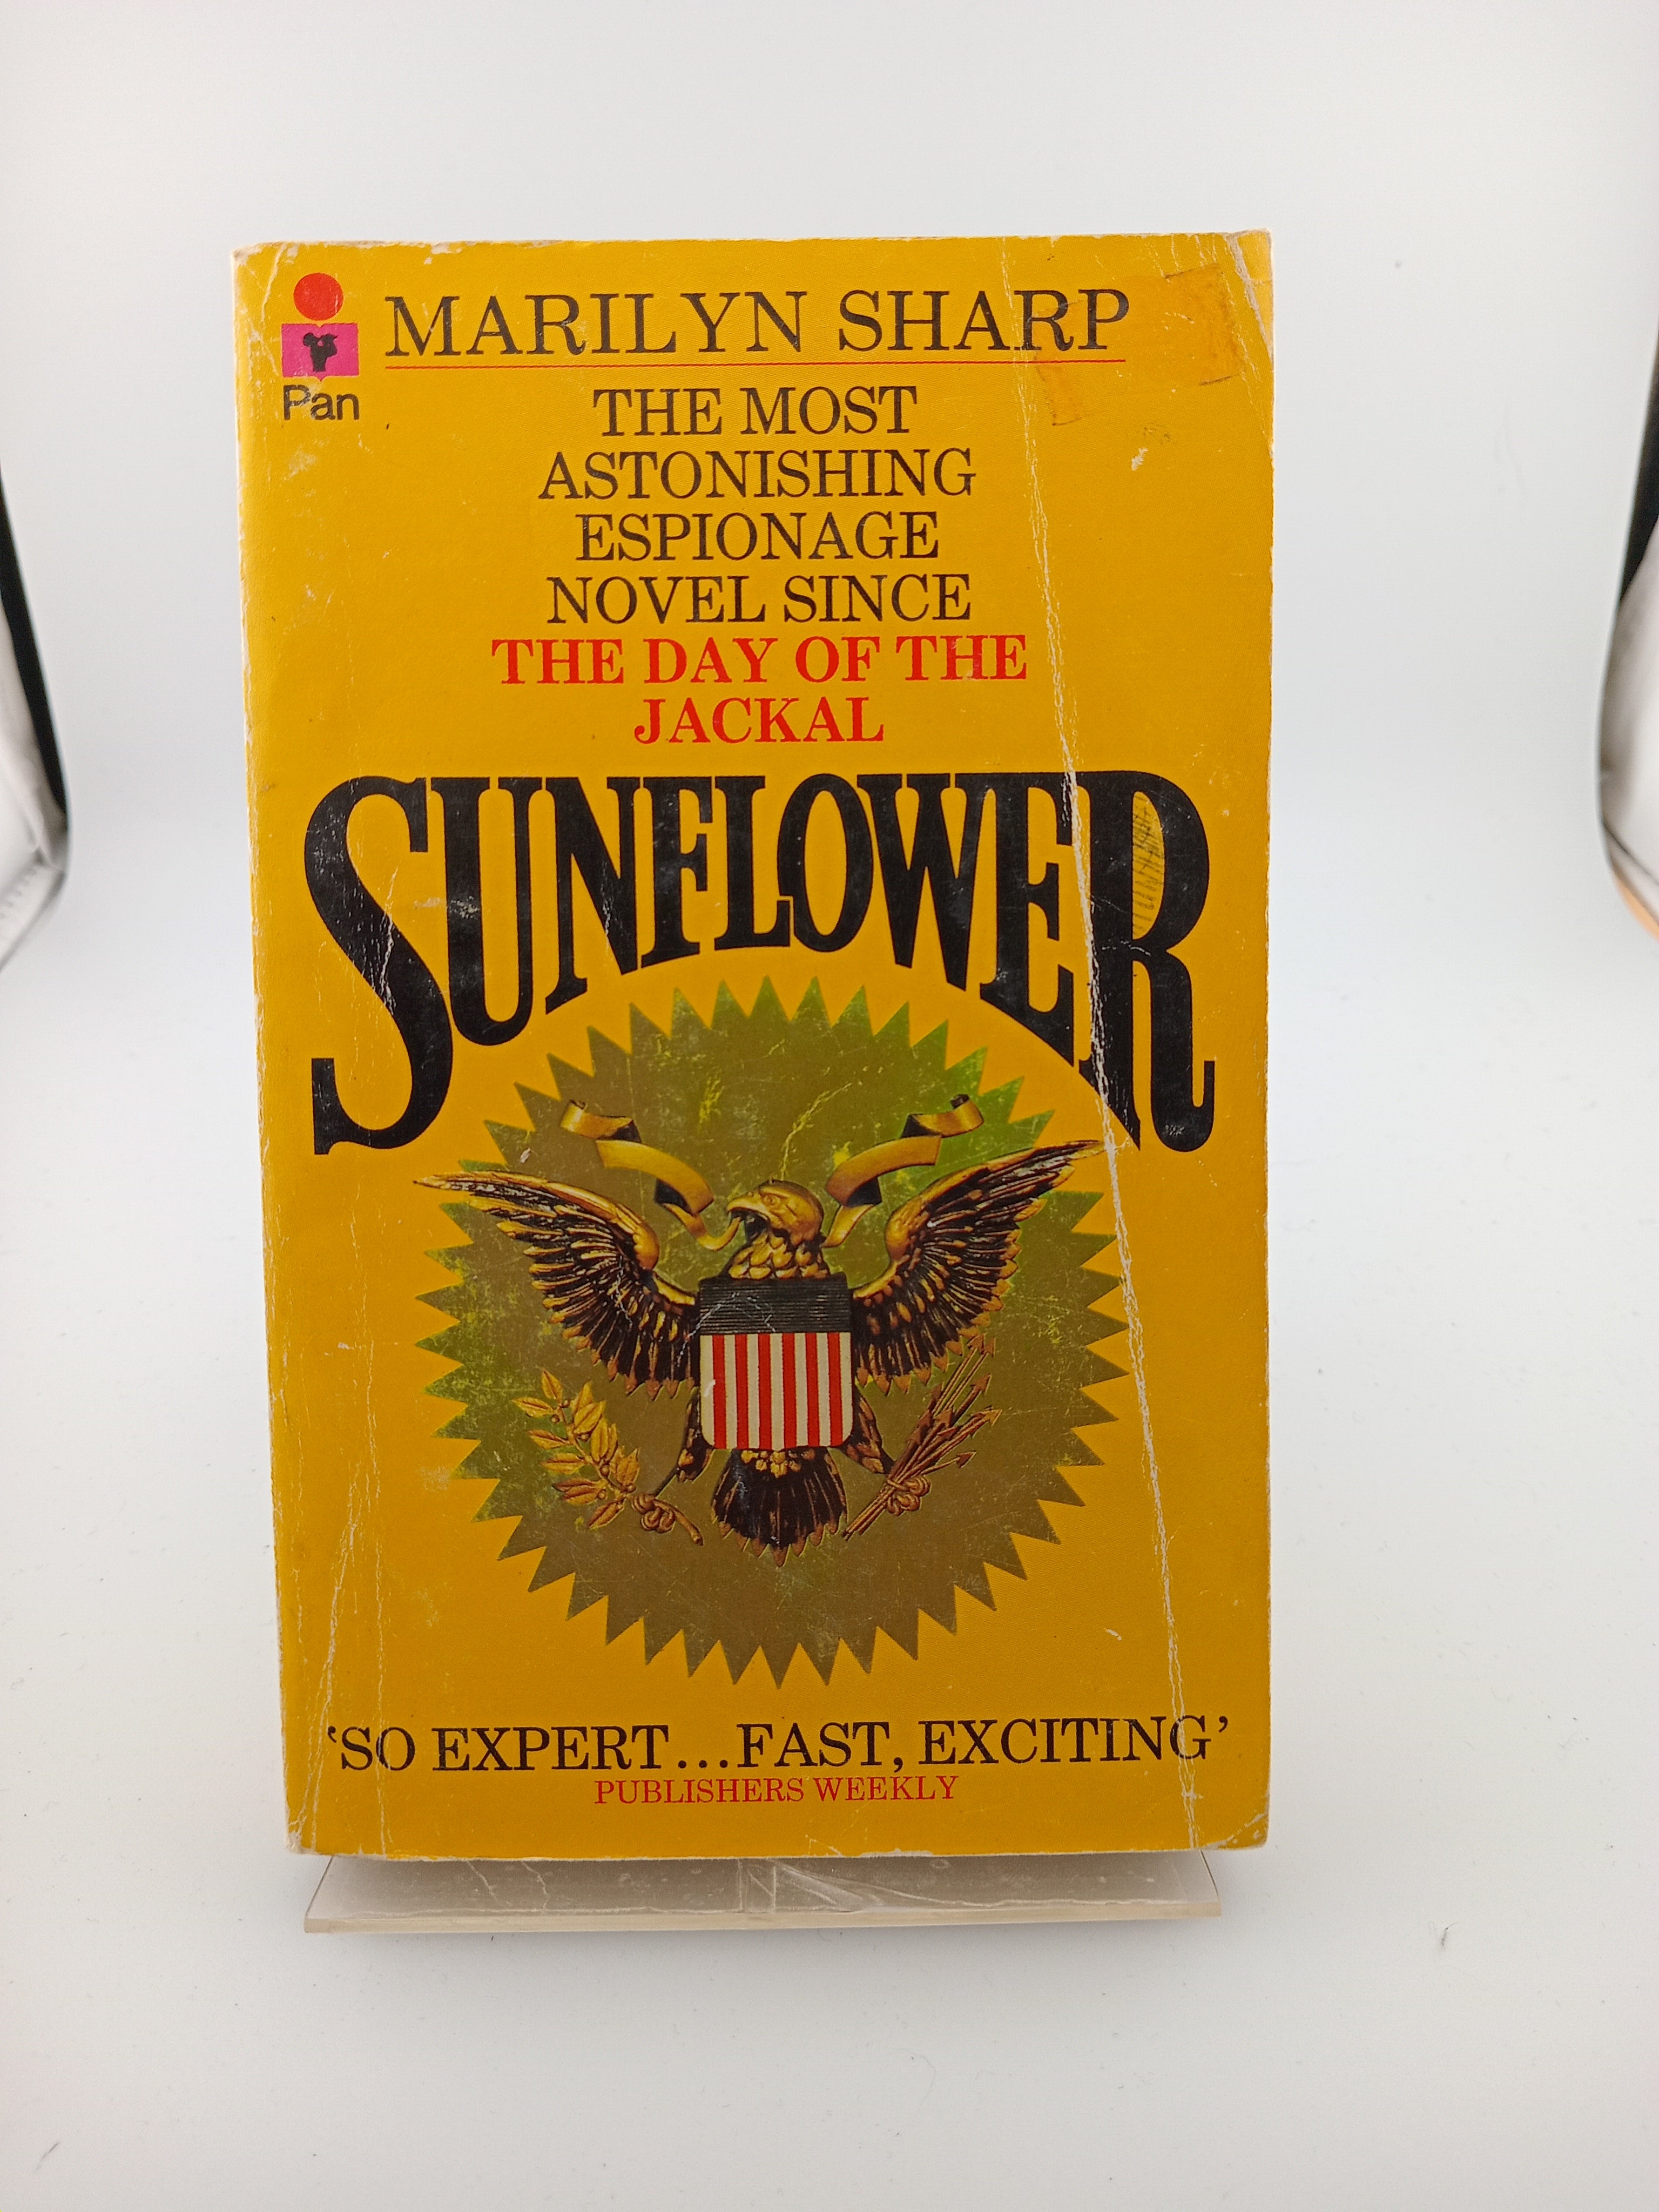 MARILYN SHARP
Pan
THE MOST
ASTONISHING
ESPIONAGE
NOVEL SINCE
THE DAY OF THE
JACKAL
SUNFLOWER
‘SO EXPERT...FAST, EXCITING’
PUBLISHERS WEEKLY